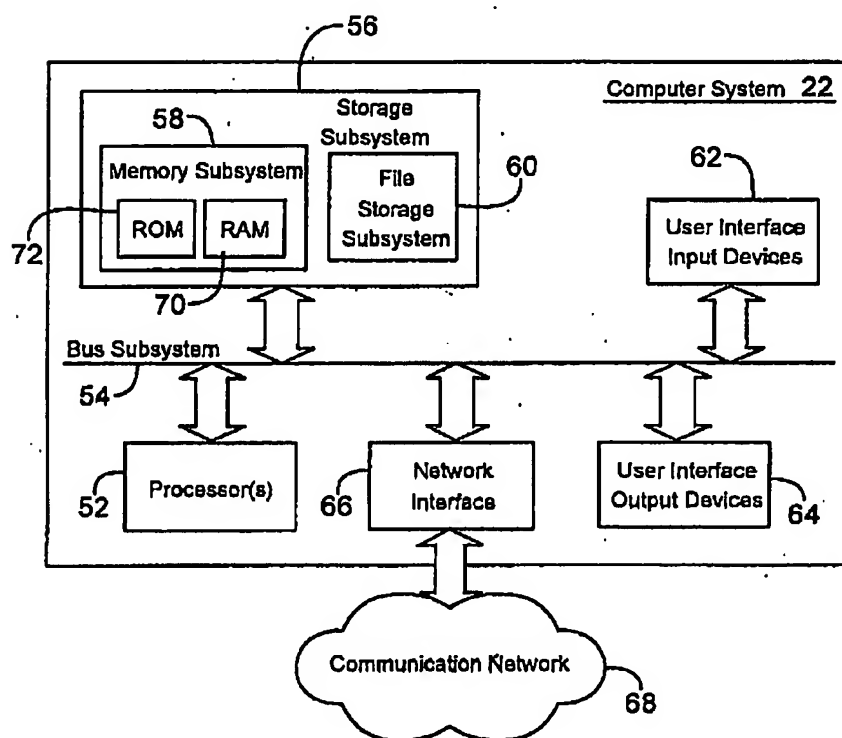 56
Computer System 22
Storage
Subsystem
58
Memory Subsystem
File
Storage
Subsystem
60
62
72
ROM
RAM
User Interface
Input Devices
70
Bus Subsystem
54
52
Processor(s)
66
Network
Interface
User Interface
Output Devices
64
Communication Network
68